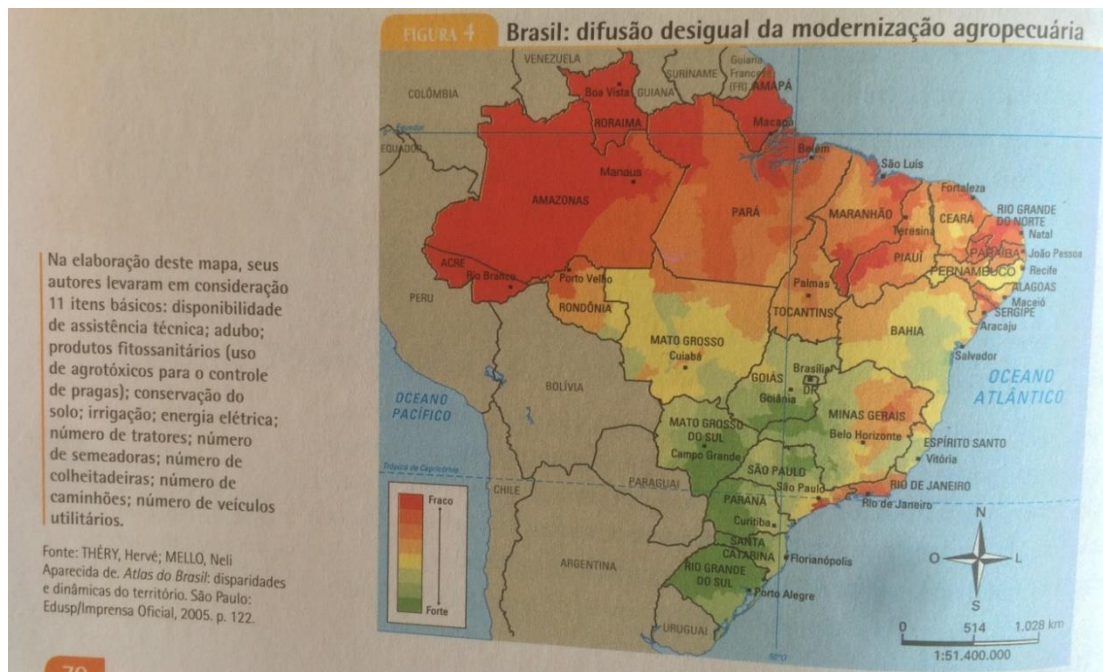 FIGURA 4
Brasil: difusão desigual da modernização agropecuária
VENEZUELA
COLÔMBIA
SURINAME
Guiana
Francesa
(FR)
GUIANA
AMAPÁ
Boa Vista
RORAIMA
Macapá
Equador
EQUADOR
Belém
São Luís
Manaus
Fortaleza
AMAZONAS
PARÁ
MARANHÃO
CEARÁ
RIO GRANDE
DO NORTE
Teresina
Natal
PARAÍBA
João Pessoa
PIAUÍ
ACRE
PERNAMBUCO
Recife
Rio Branco
Porto Velho
Palmas
ALAGOAS
Maceió
PERU
RONDÔNIA
TOCANTINS
SERGIPE
Aracaju
BAHIA
MATO GROSSO
Cuiabá
Salvador
GOIÁS
Brasília
DF
BOLÍVIA
Goiânia
OCEANO
ATLÂNTICO
OCEANO
PACÍFICO
MATO GROSSO
DO SUL
MINAS GERAIS
Belo Horizonte
ESPÍRITO SANTO
Campo Grande
Vitória
SÃO PAULO
Trópico de Capricórnio
PARAGUAI
São Paulo
RIO DE JANEIRO
Rio de Janeiro
CHILE
PARANÁ
Curitiba
SANTA
CATARINA
Florianópolis
ARGENTINA
RIO GRANDE
DO SUL
Porto Alegre
URUGUAI
50°O
Fraco
Forte
N
O
L
S
0 514 1.028 km
1:51.400.000
Na elaboração deste mapa, seus
autores levaram em consideração
11 itens básicos: disponibilidade
de assistência técnica; adubo;
produtos fitossanitários (uso
de agrotóxicos para o controle
de pragas); conservação do
solo; irrigação; energia elétrica;
número de tratores; número
de semeadoras; número de
colheitadeiras; número de
caminhões; número de veículos
utilitários.
Fonte: THÉRY, Hervé; MELLO, Neli
Aparecida de. Atlas do Brasil: disparidades
e dinâmicas do território. São Paulo:
Edusp/Imprensa Oficial, 2005. p. 122.